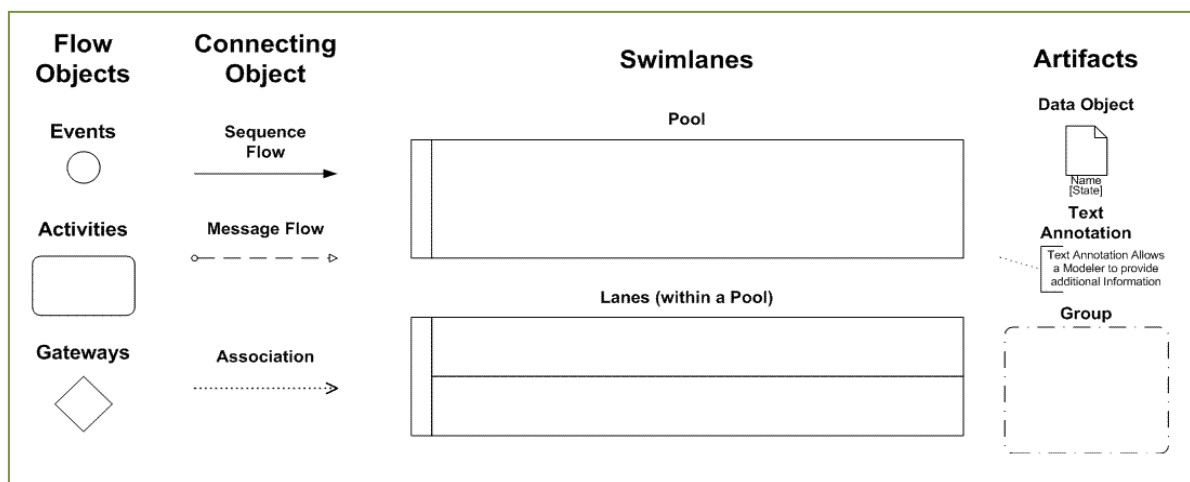 Flow
Objects
Events
Activities
Gateways
Connecting
Object
Sequence
Flow
Message Flow
Association
Swimlanes
Pool
Lanes (within a Pool)
Artifacts
Data Object
Name
[State]
Text
Annotation
Text Annotation Allows
a Modeler to provide
additional Information
Group